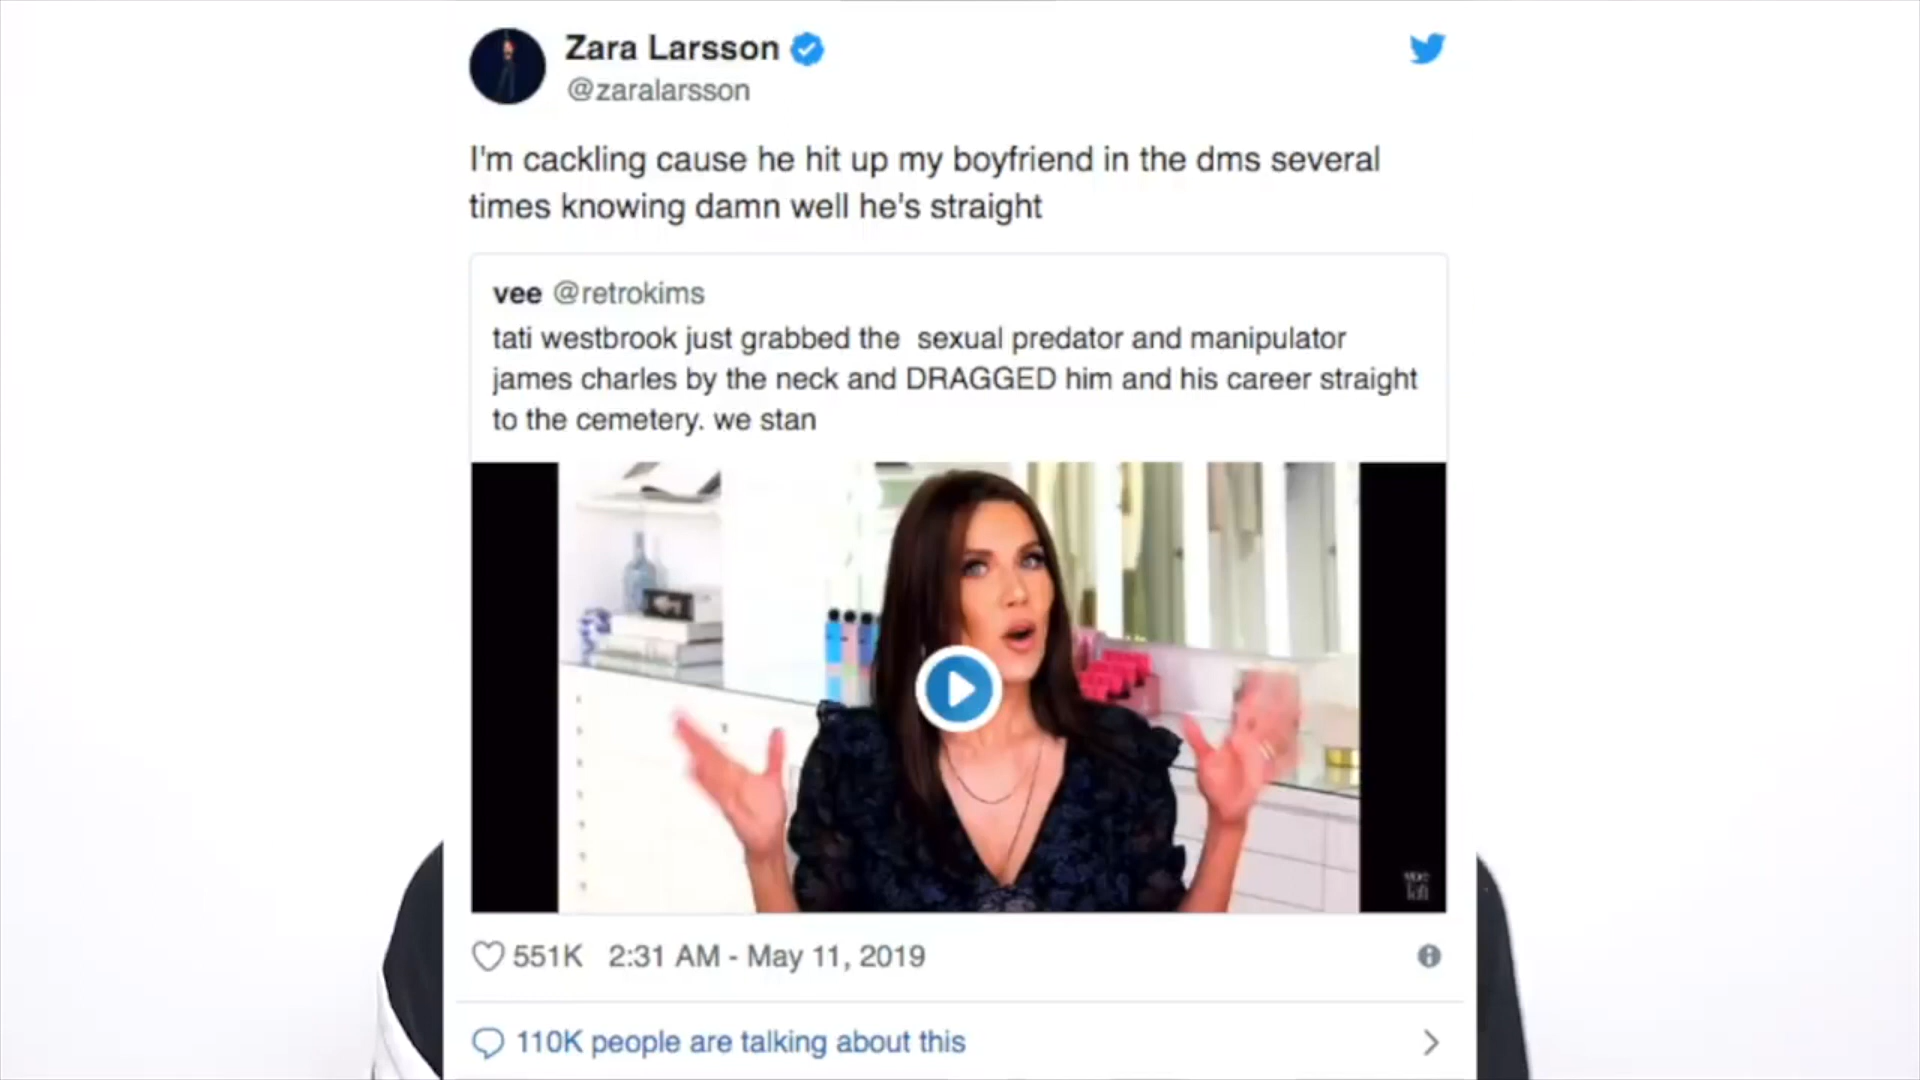 Zara Larsson
@zaralarsson
I'm cackling cause he hit up my boyfriend in the dms several
times knowing damn well he's straight
vee @retrokims
tati westbrook just grabbed the sexual predator and manipulator
james charles by the neck and DRAGGED him and his career straight
to the cemetery. we stan
551K 2:31 AM - May 11, 2019
110K people are talking about this